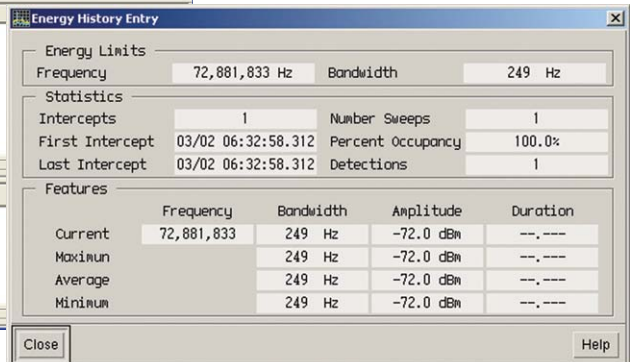 Energy History Entry
Energy Limits
Frequency 72,881,833 Hz Bandwidth 249 Hz
Statistics
Intercepts 1 Number Sweeps 1
First Intercept 03/02 06:32:58.312 Percent Occupancy 100.0%
Last Intercept 03/02 06:32:58.312 Detections 1
Features
Frequency Bandwidth Amplitude Duration
Current 72,881,833 249 Hz -72.0 dBm --.---
Maximun 249 Hz -72.0 dBm --.---
Average 249 Hz -72.0 dBm --.---
Minimum 249 Hz -72.0 dBm --.---
Close Help